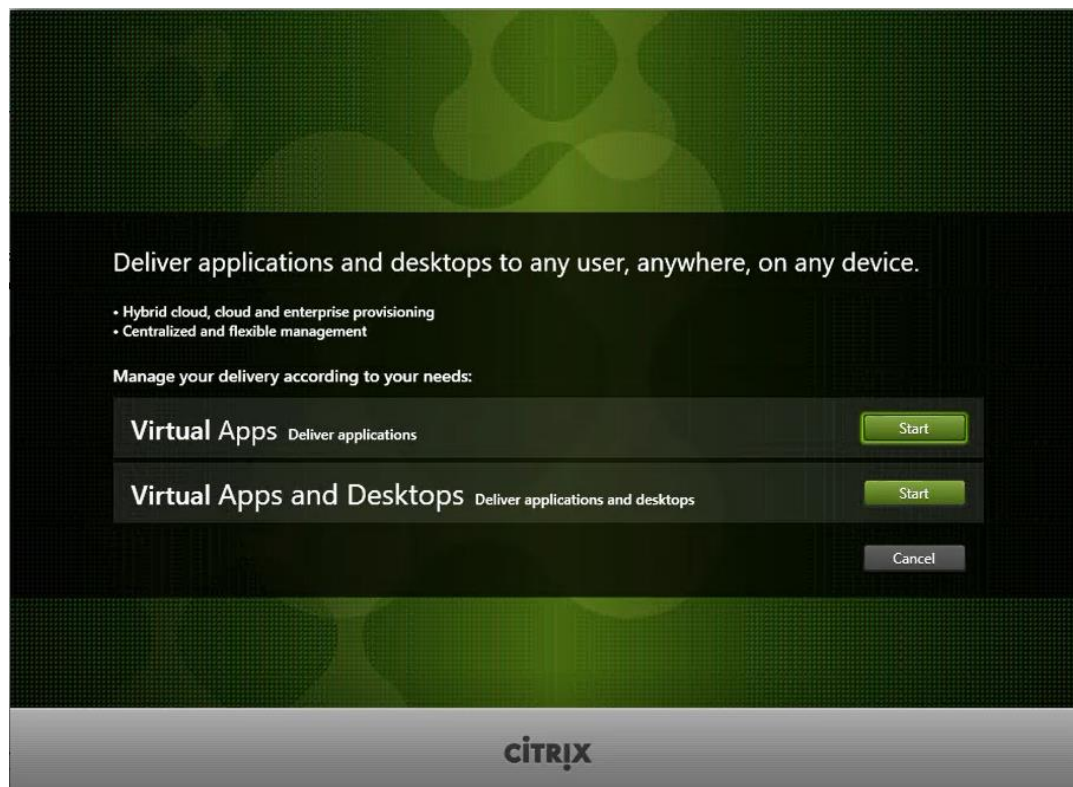 Deliver applications and desktops to any user, anywhere, on any device.
• Hybrid cloud, cloud and enterprise provisioning
• Centralized and flexible management
Manage your delivery according to your needs:
Virtual Apps Deliver applications
Start
Virtual Apps and Desktops Deliver applications and desktops
Start
Cancel
CITRIX